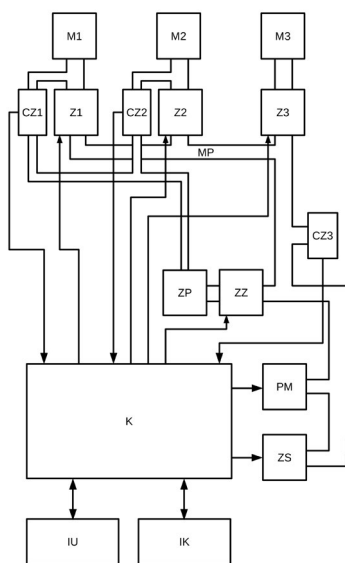 M1 M2 M3
CZ1 Z1 CZ2 Z2 Z3
MP
CZ3
ZP ZZ
PM
K
ZS
IU IK